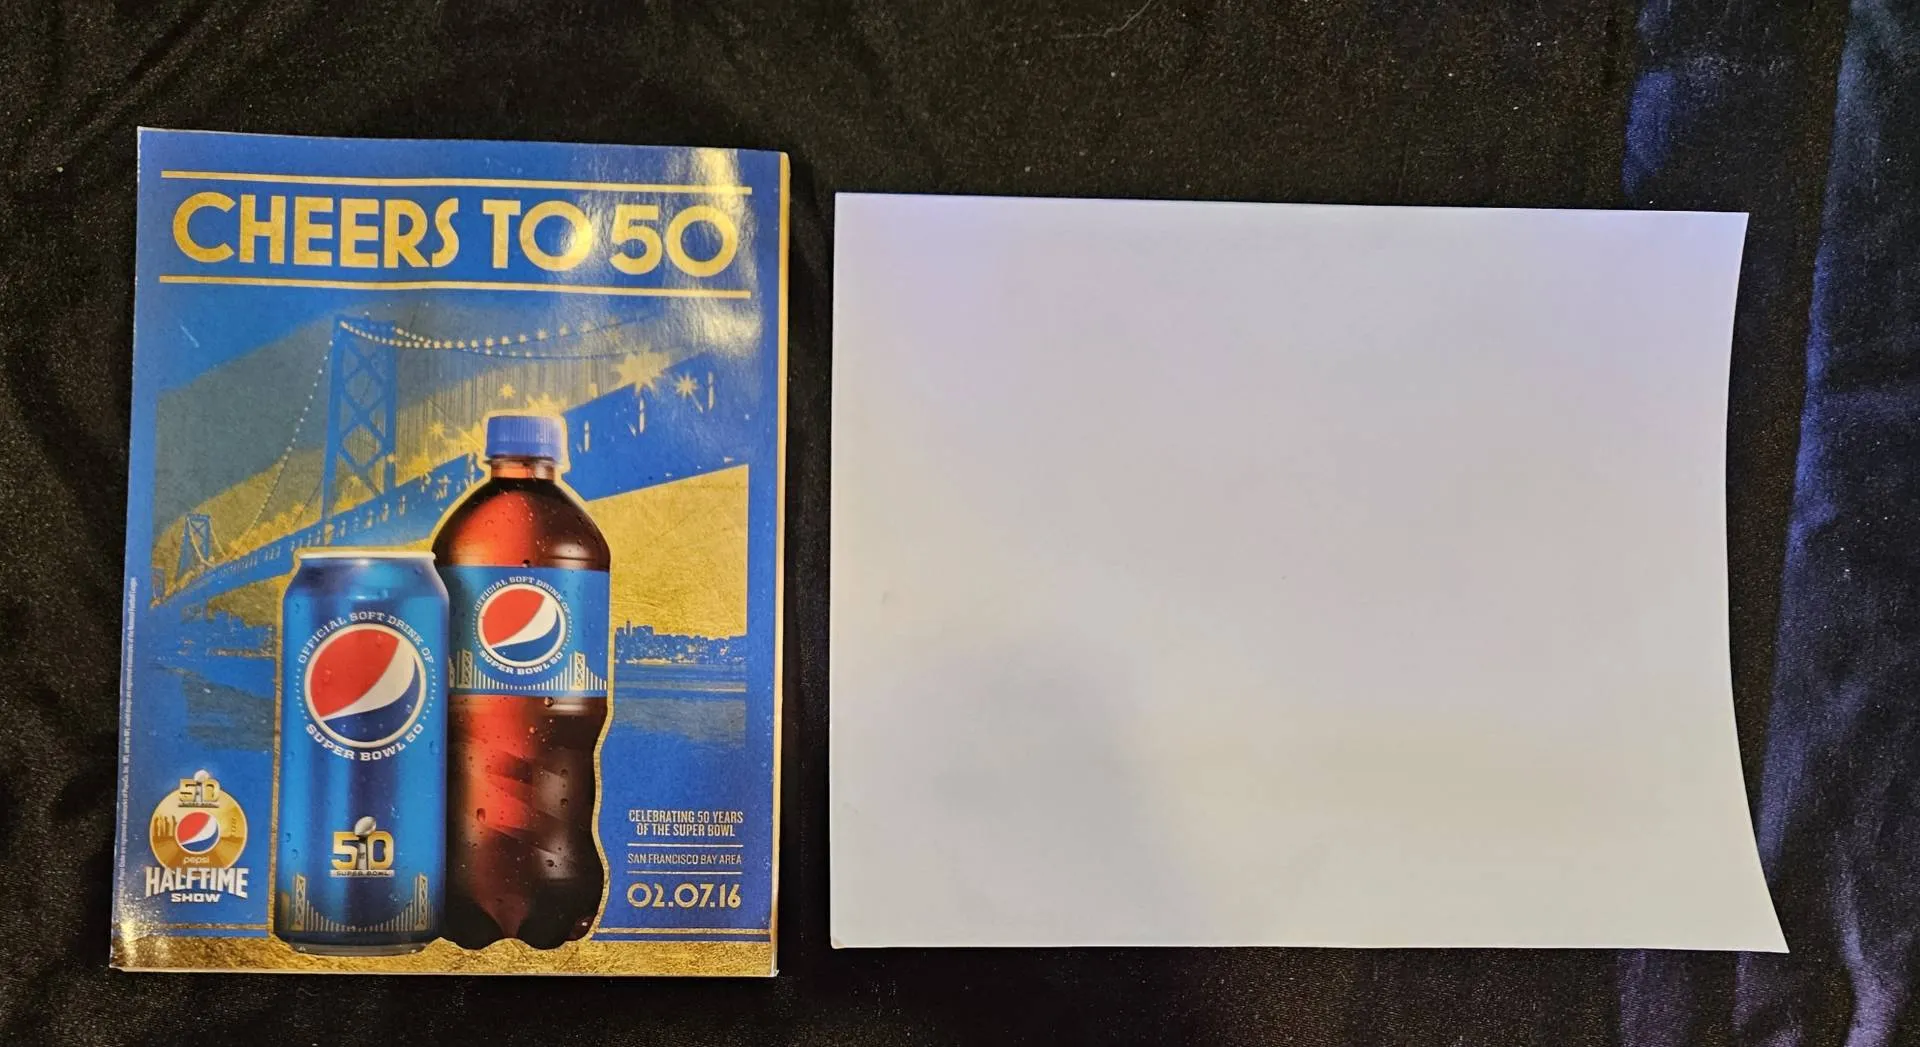 CHEERS TO 50
OFFICIAL SOFT DRINK OF
SUPER BOWL 50
OFFICIAL SOFT DRINK OF
SUPER BOWL 50
50
SUPER BOWL
50
SUPER BOWL
pepsi
HALFTIME
SHOW
CELEBRATING 50 YEARS
OF THE SUPER BOWL
SAN FRANCISCO BAY AREA
02.07.16